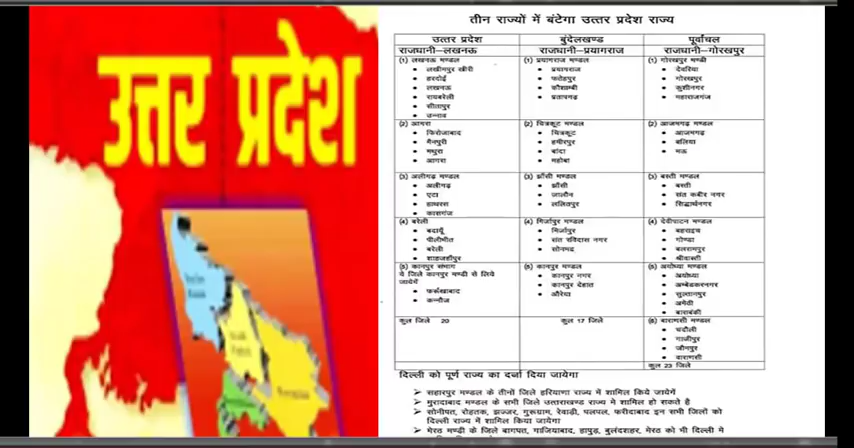 उत्तर प्रदेश
तीन राज्यों में बंटेगा उत्त्तर प्रदेश राज्य
उत्तर प्रदेश
राजधानी–लखनऊ
(1) लखनऊ मण्डल
• लखीमपुर खीरी
• हरदोई
• लखनऊ
• रायबरेली
• सीतापुर
• उन्नाव
(2) आगरा
• फिरोजाबाद
• मैनपुरी
• मथुरा
• आगरा
(3) अलीगढ़ मण्डल
• अलीगढ़
• एटा
• हाथरस
• कासगंज
(4) बरेली
• बदायूँ
• पीलीभीत
• बरेली
• शाहजहाँपुर
(5) कानपुर संभाग
ये जिले कानपुर मण्डी से लिये
जायेगें
• फर्रूखाबाद
• कन्नौज
कुल जिले 20
बुंदेलखण्ड
राजधानी–प्रयागराज
(1) प्रयागराज मण्डल
• प्रयागराज
• फतेहपुर
• कौशाम्बी
• प्रतापगढ़
(2) चित्रकूट मण्डल
• चित्रकूट
• हमीरपुर
• बांदा
• महोबा
(3) झाँसी मण्डल
• झाँसी
• जालौन
• ललितपुर
(4) मिर्जापुर मण्डल
• मिर्जापुर
• संत रविदास नगर
• सोनभद्र
(5) कानपुर मण्डल
• कानपुर नगर
• कानपुर देहात
• औरैया
कुल 17 जिले
पूर्वांचल
राजधानी–गोरखपुर
(1) गोरखपुर मण्डी
• देवरिया
• गोरखपुर
• कुशीनगर
• महाराजगंज
(2) आजमगढ़ मण्डल
• आजमगढ़
• बलिया
• मऊ
(3) बस्ती मण्डल
• बस्ती
• संत कबीर नगर
• सिद्धार्थनगर
(4) देवीपाटन मण्डल
• बहराइच
• गोण्डा
• बलरामपुर
• श्रीवास्ती
(5) अयोध्या मण्डल
• अयोध्या
• अम्बेडकरनगर
• सुल्तानपुर
• अमेठी
• बाराबंकी
(6) वाराणसी मण्डल
• चंदौली
• गाजीपुर
• जौनपुर
• वाराणसी
कुल 23 जिले
दिल्ली को पूर्ण राज्य का दर्जा दिया जायेगा
➢ सहारपुर मण्डल के तीनों जिले हरियाणा राज्य में शामिल किये जायेगें
➢ मुरादाबाद मण्डल के सभी जिले उत्ताराखण्ड राज्य मे शामिल हो सकते है
➢ सोनीपत, रोहतक, झज्जर, गुरूग्राम, रेवाड़ी, पलपल, फरीदाबाद इन सभी जिलों को
दिल्ली राज्य में शामिल किया जायेगा
➢ मेरठ मण्डी के जिले बागपत, गाजियाबाद, हापुड़, बुलंदशहर, मेरठ को भी दिल्ली मे